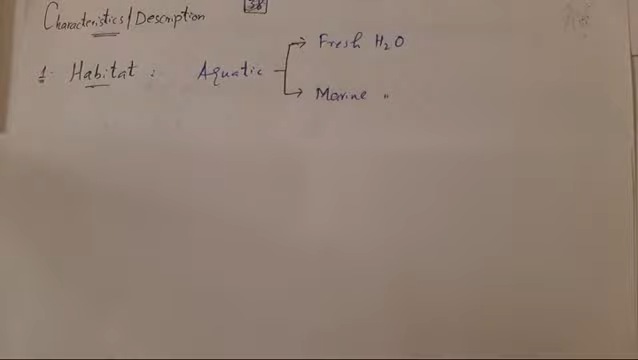 Characteristics/Description
38
1. Habitat : Aquatic → Fresh H₂O
→ Marine "